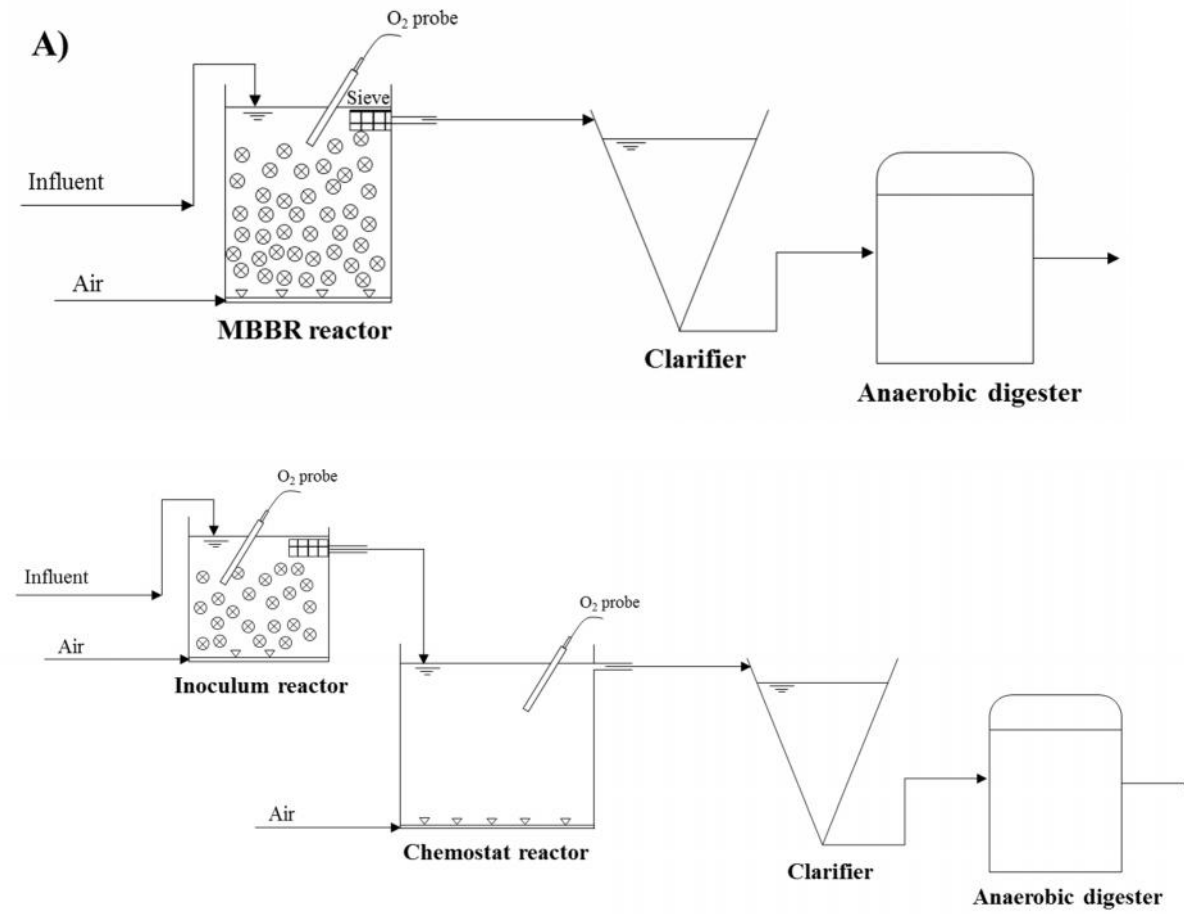 A)
O2 probe
Sieve
Influent
Air
MBBR reactor
Clarifier
Anaerobic digester
O2 probe
Influent
O2 probe
Air
Inoculum reactor
Air
Chemostat reactor
Clarifier
Anaerobic digester